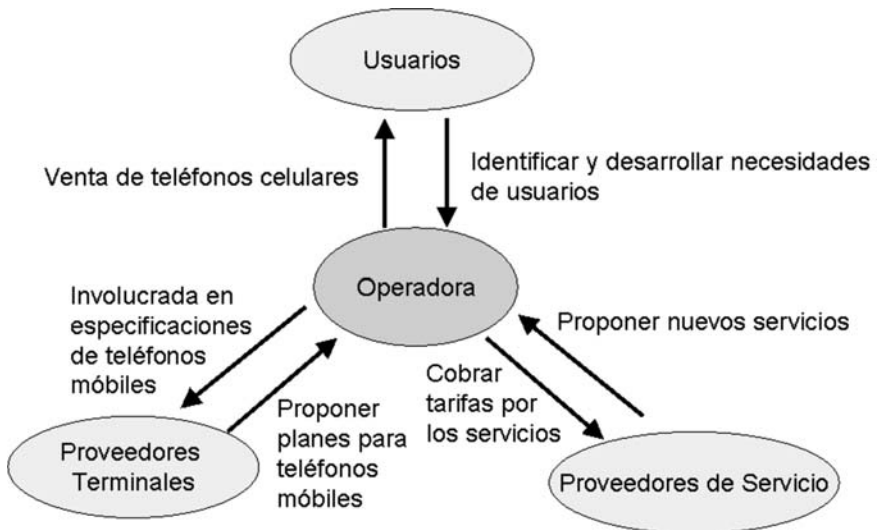 Usuarios
Venta de teléfonos celulares
Identificar y desarrollar necesidades
de usuarios
Operadora
Involucrada en
especificaciones
de teléfonos
móbiles
Proponer nuevos servicios
Cobrar
tarifas por
los servicios
Proponer
planes para
teléfonos
móbiles
Proveedores
Terminales
Proveedores de Servicio